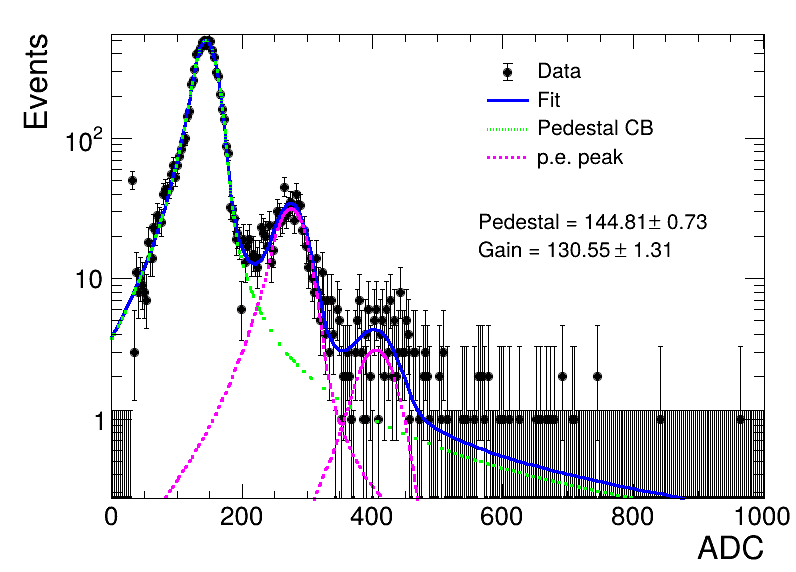 Events
Data
Fit
Pedestal CB
p.e. peak
Pedestal = 144.81± 0.73
Gain = 130.55± 1.31
10²
10
1
0 200 400 600 800 1000
ADC